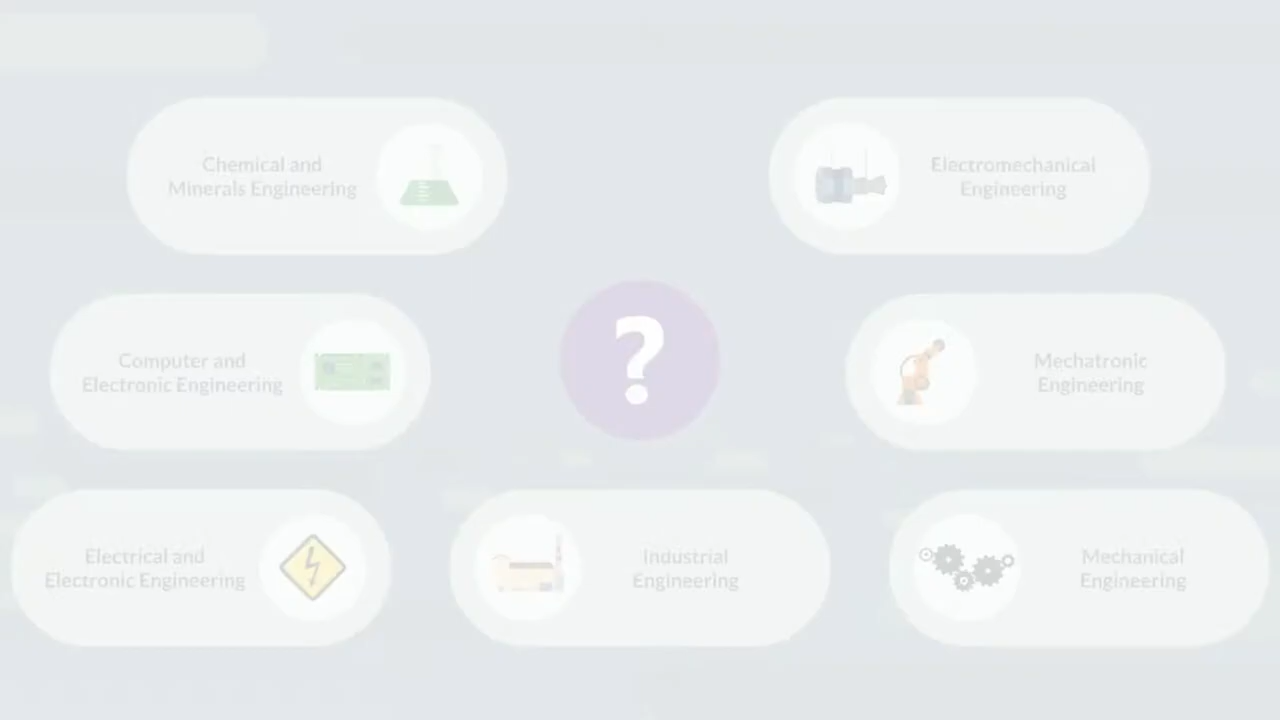 Chemical and
Minerals Engineering
Electromechanical
Engineering
Computer and
Electronic Engineering
?
Mechatronic
Engineering
Electrical and
Electronic Engineering
Industrial
Engineering
Mechanical
Engineering